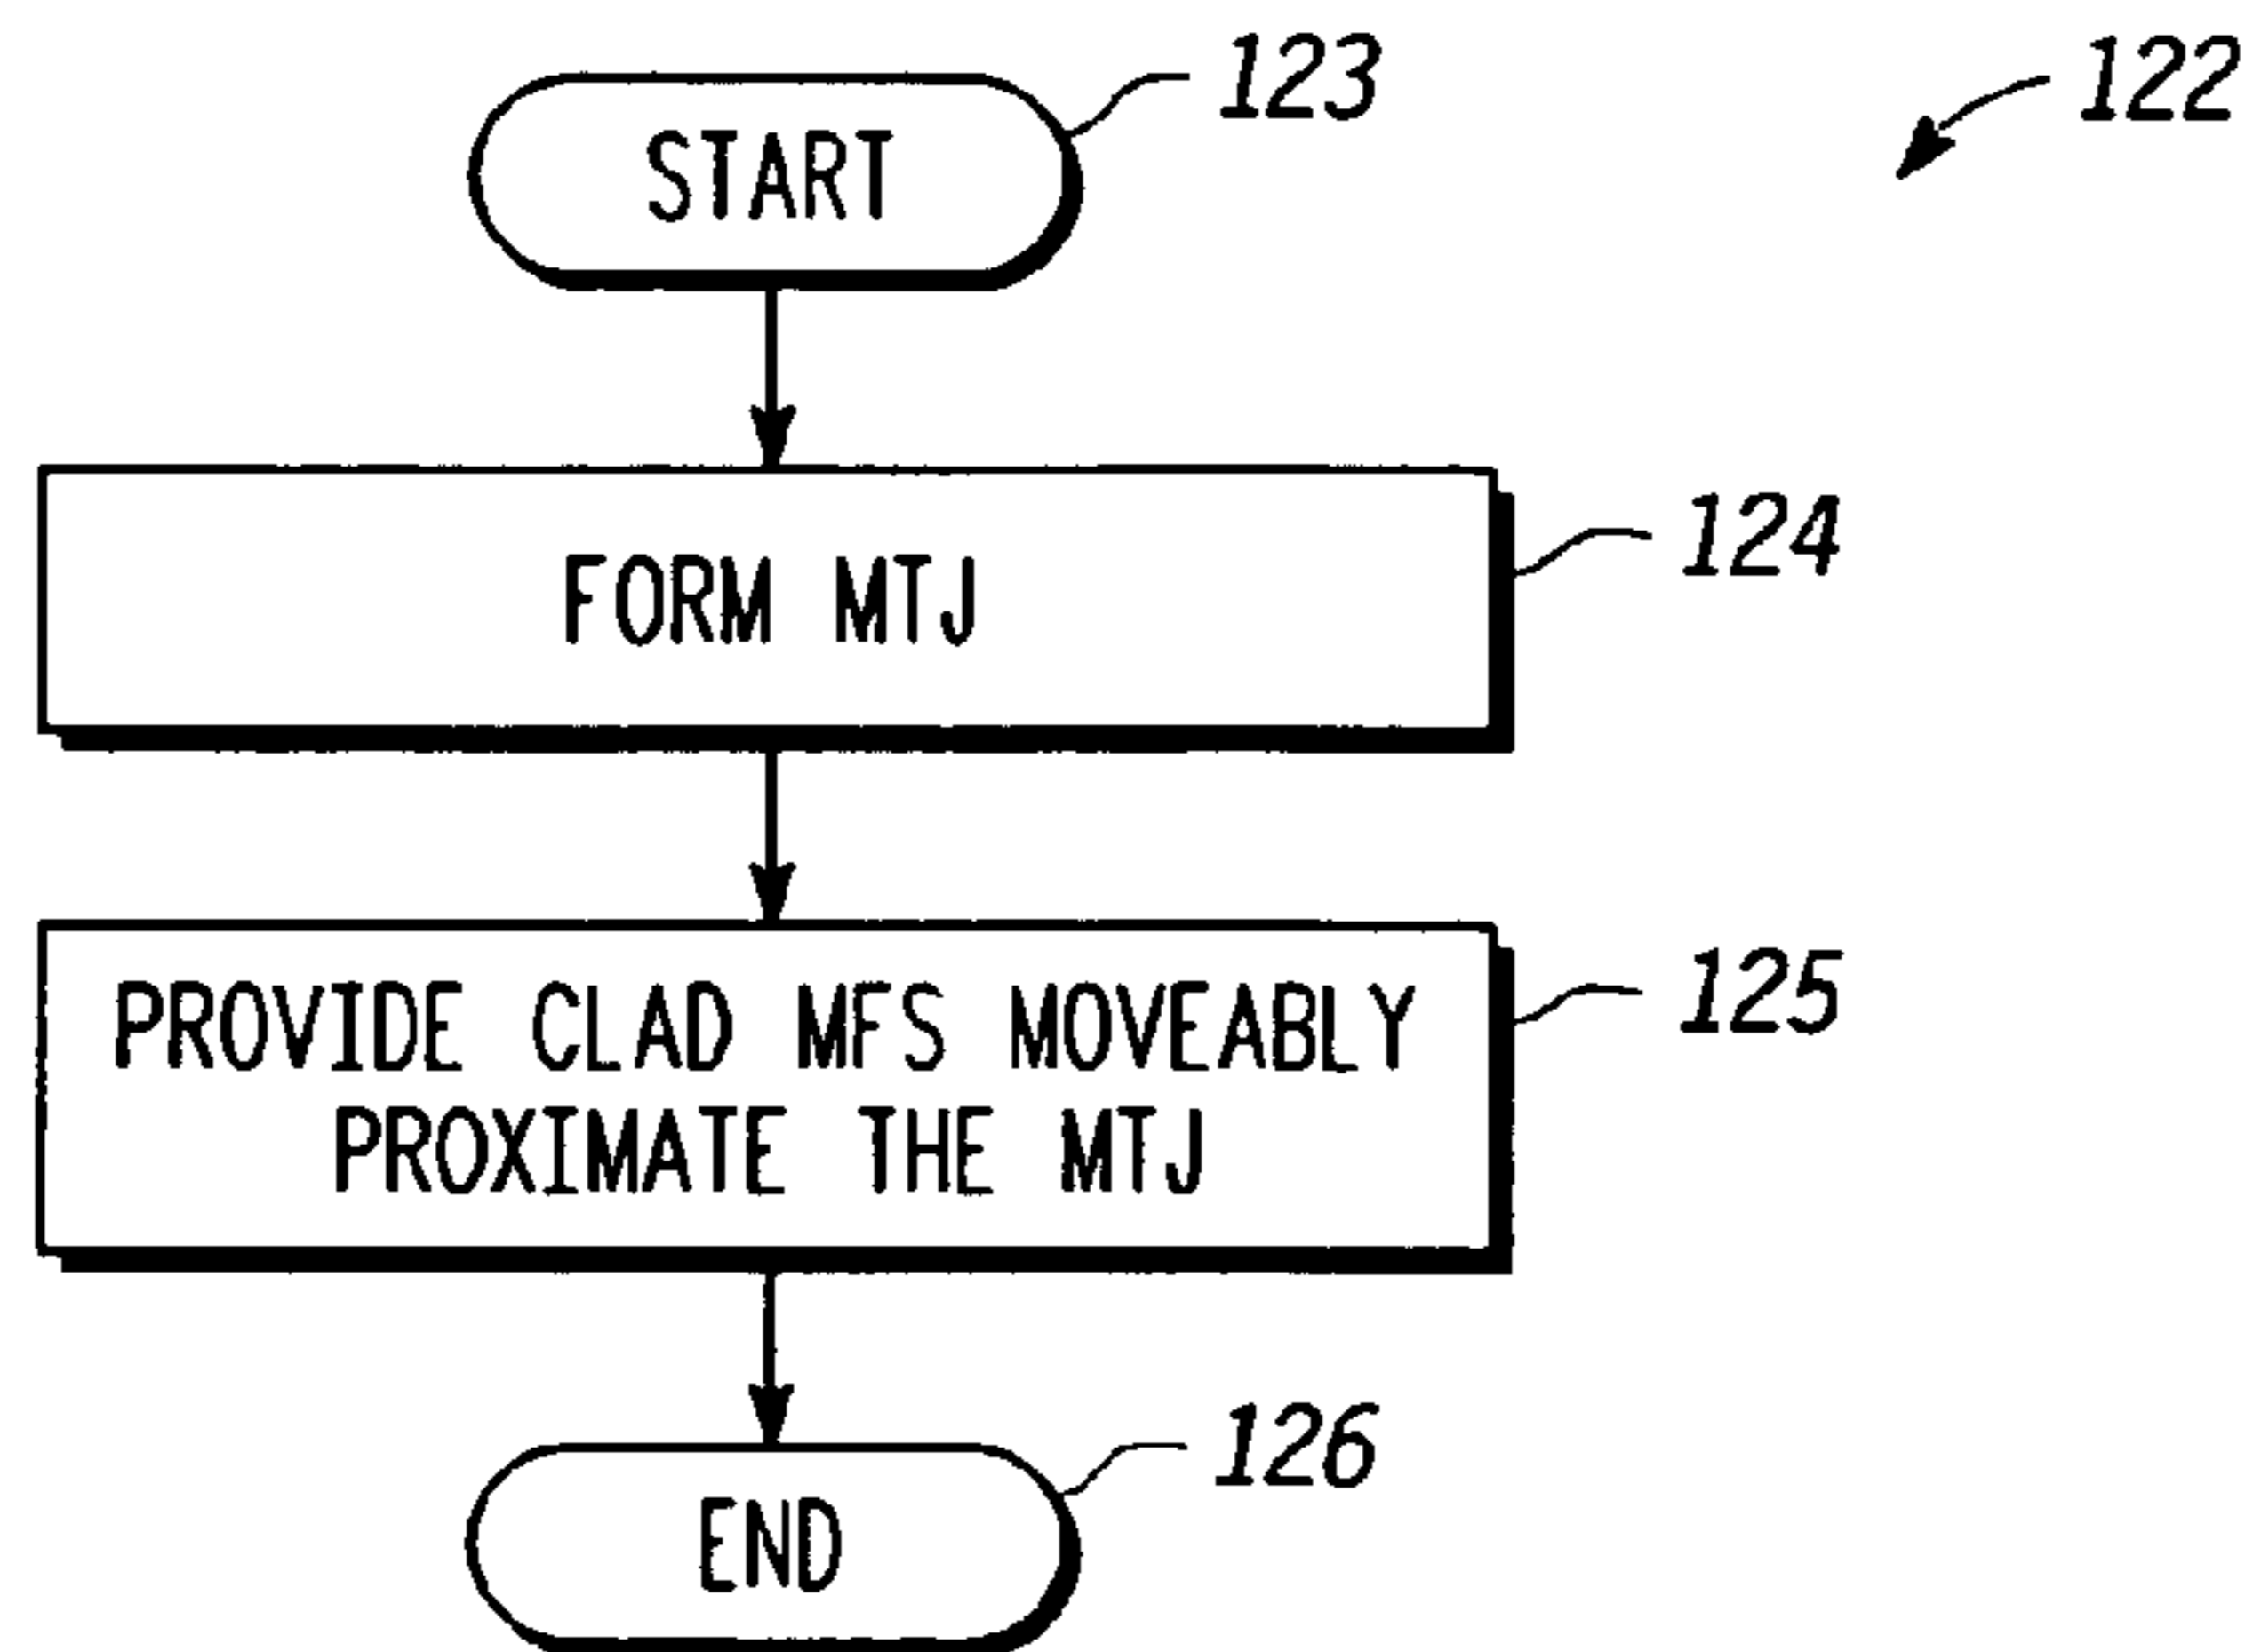 123
122
START
124
FORM MTJ
125
PROVIDE CLAD MFS MOVEABLY
PROXIMATE THE MTJ
126
END